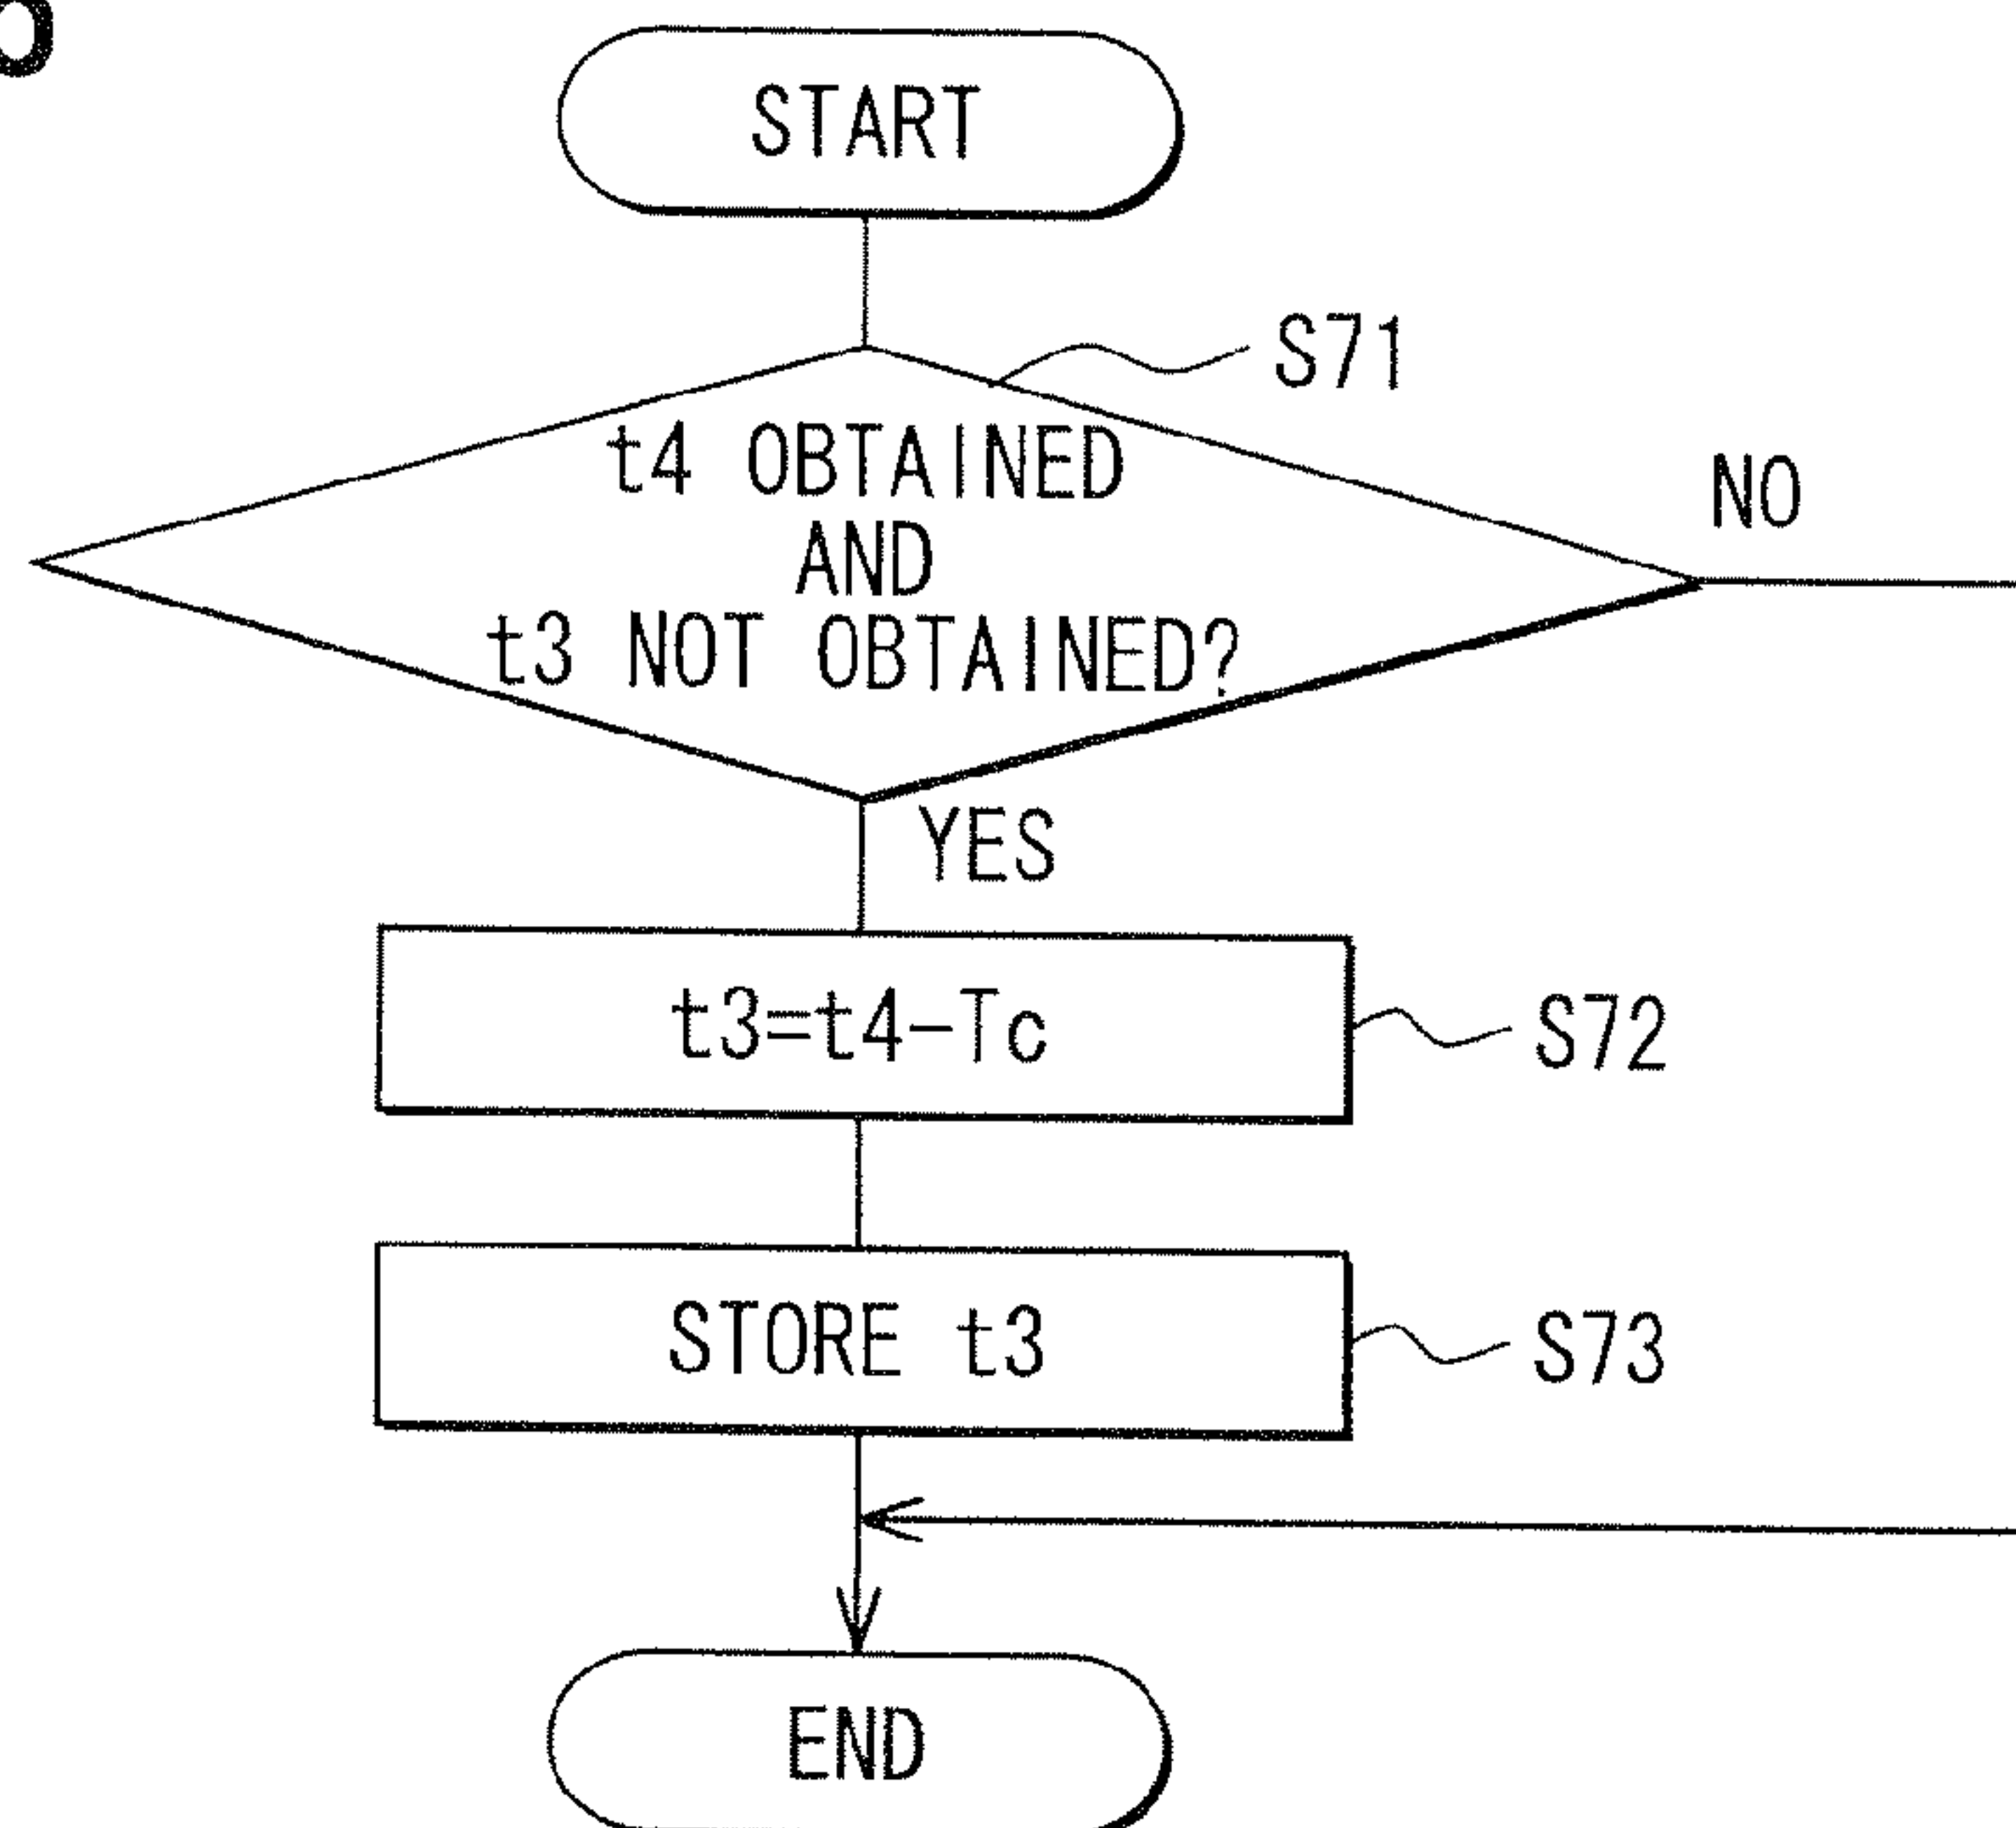 START
S71
t4 OBTAINED
AND
t3 NOT OBTAINED?
NO
YES
t3=t4-Tc
S72
STORE t3
S73
END